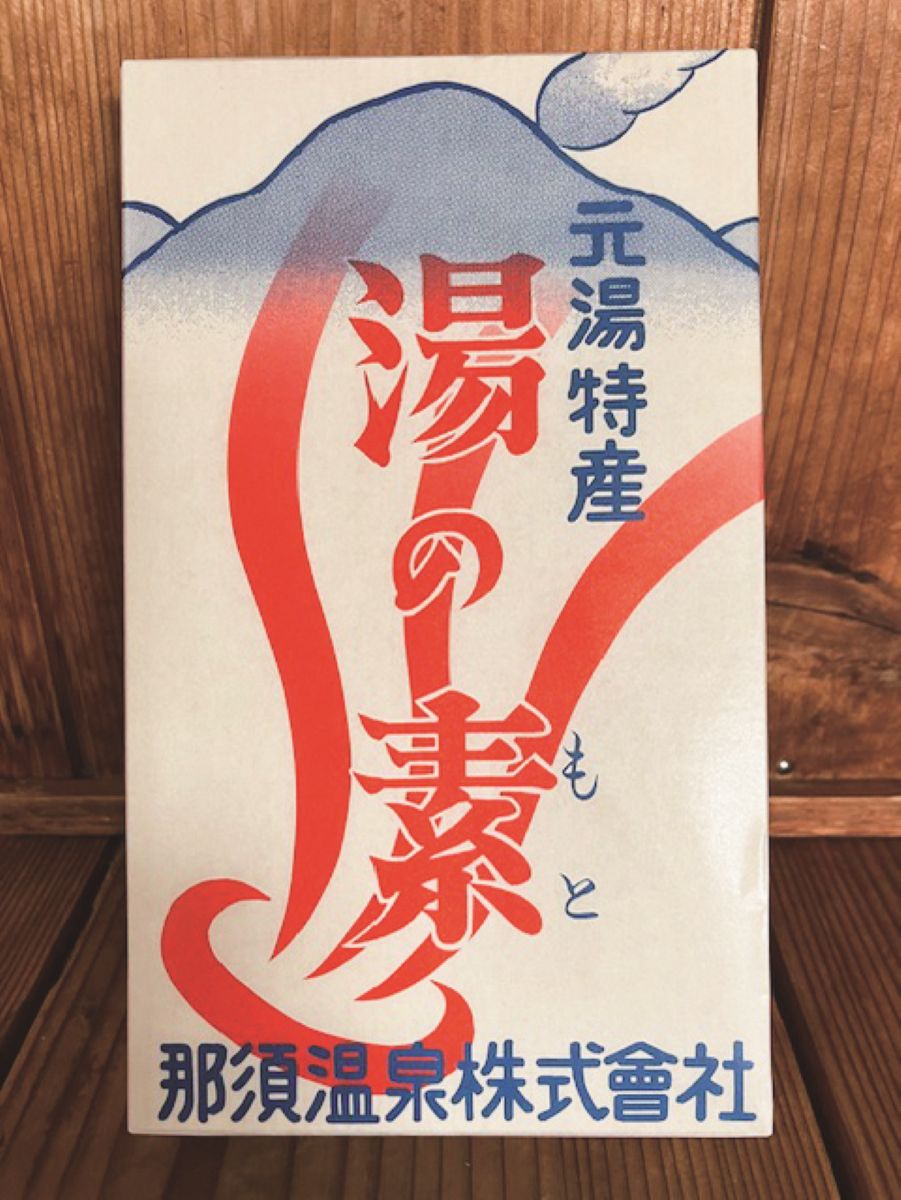 元湯特産
湯の素
もと
那須温泉株式會社